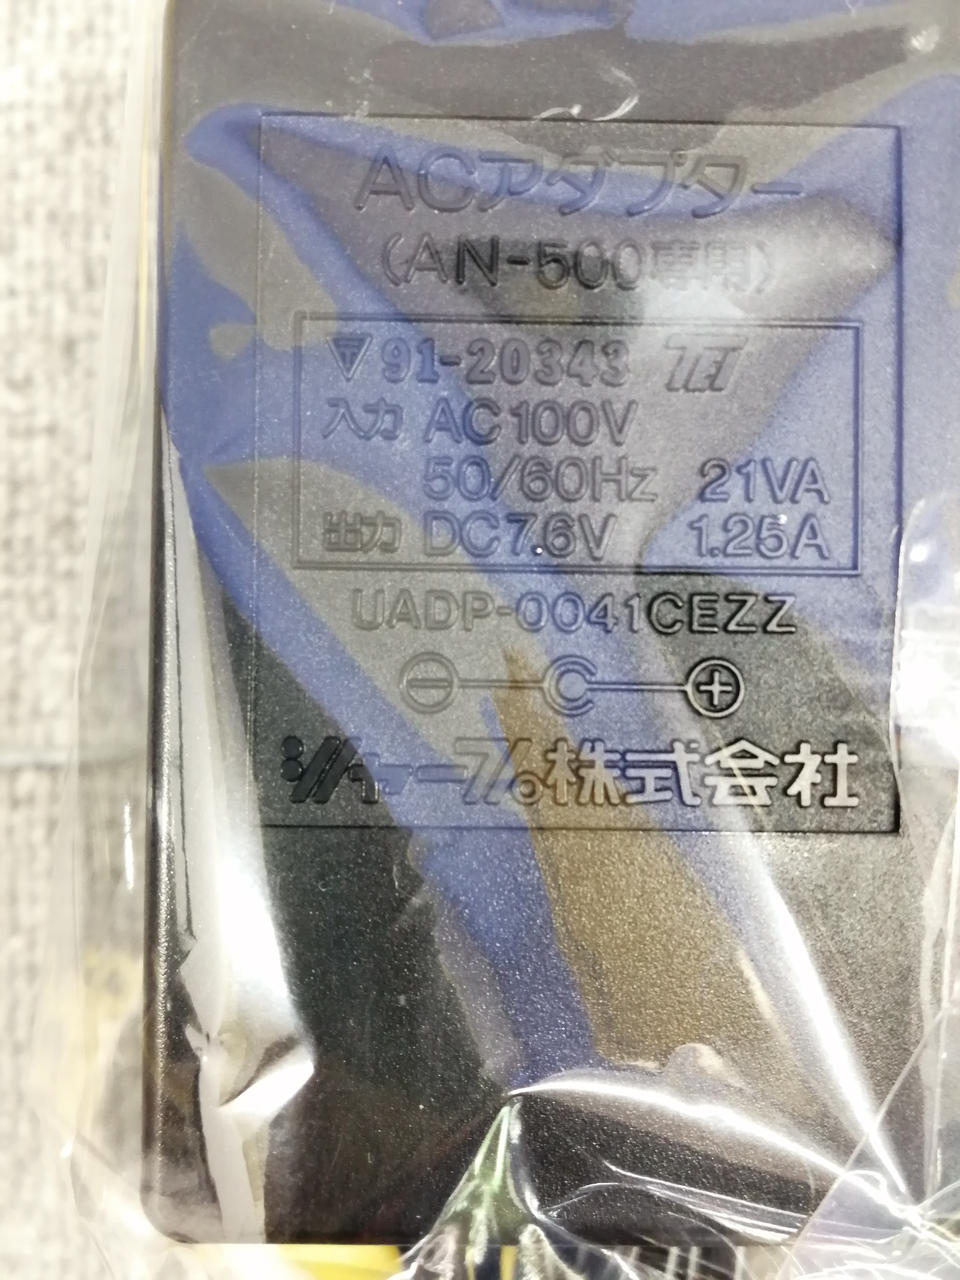 ACアダプター
(AN-500専用)
91-20343 TET
入力 AC100V
50/60Hz 21VA
出力 DC7.6V 1.25A
UADP-0041CEZZ
⊖ C ⊕
シャープ株式会社